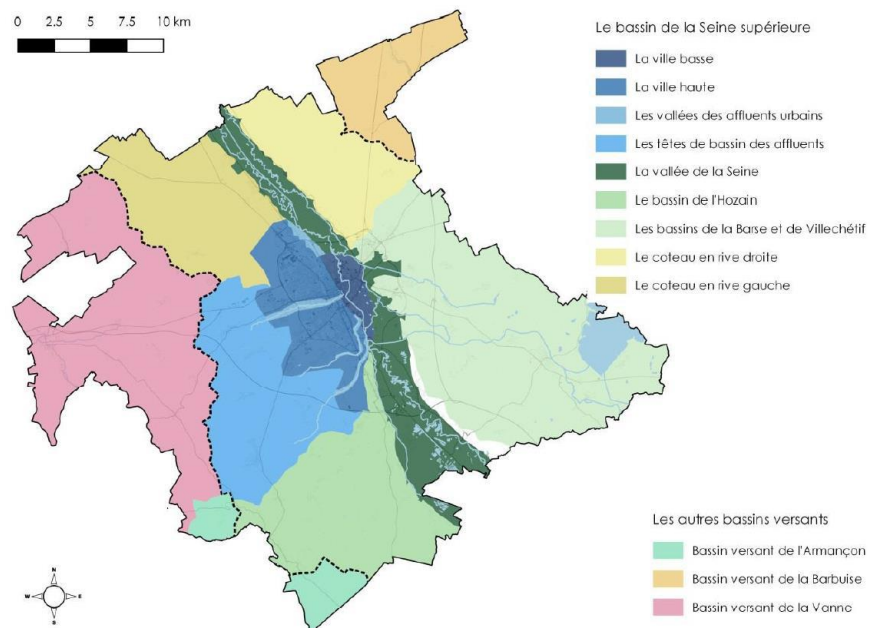 0 2.5 5 7.5 10 km
Le bassin de la Seine supérieure
La ville basse
La ville haute
Les vallées des affluents urbains
Les têtes de bassin des affluents
La vallée de la Seine
Le bassin de l'Hozain
Les bassins de la Barse et de Villechétif
Le coteau en rive droite
Le coteau en rive gauche
Les autres bassins versants
Bassin versant de l'Armançon
Bassin versant de la Barbuise
Bassin versant de la Vanne
N
W E
S